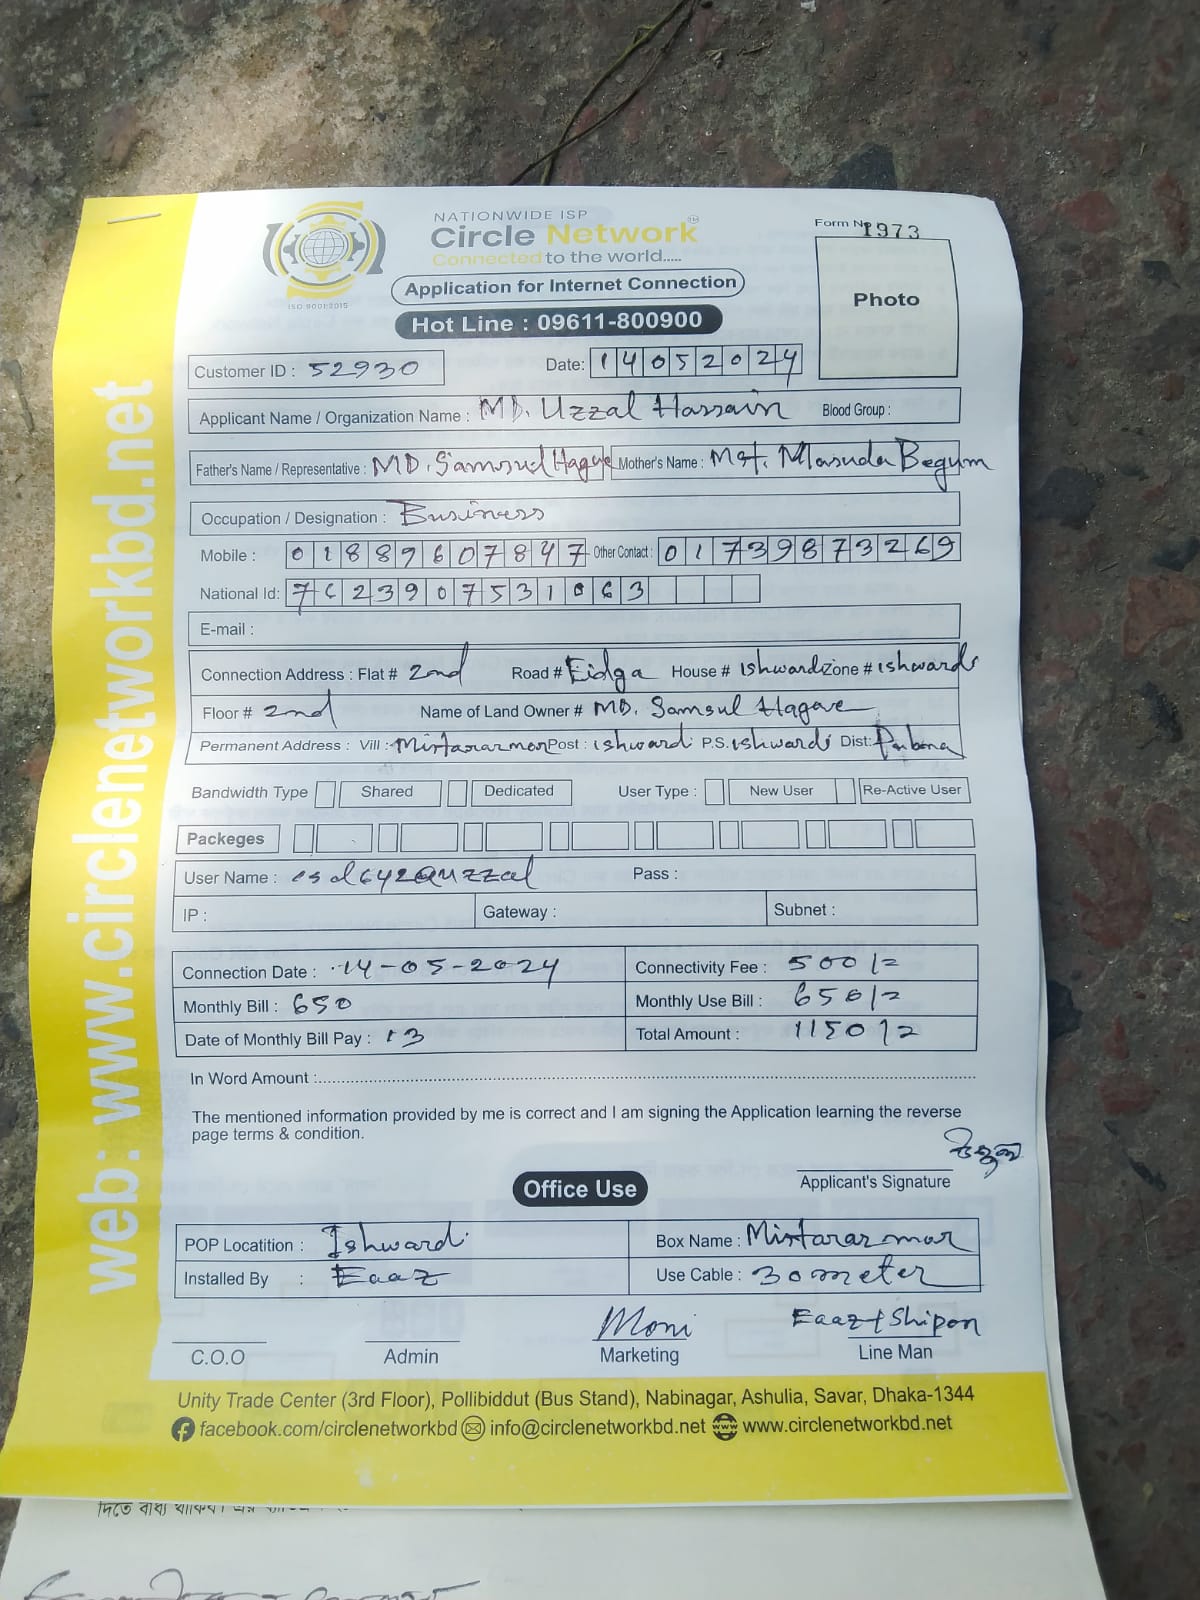 NATIONWIDE ISP
Circle Network™
Connected to the world.....
Form No 1973
Application for Internet Connection
Photo
Hot Line : 09611-800900
ISO 9001:2015
Customer ID : 52930 Date: 14052024
Applicant Name / Organization Name : MD. Uzzal Hassain Blood Group :
Father's Name / Representative : MD. Samsul Haque Mother's Name : Mst. Masuda Begum
Occupation / Designation : Business
Mobile : 01889607847 Other Contact : 01739873269
National Id: 7623907531063
E-mail :
Connection Address : Flat # 2nd Road # Eidga House # ishwardi Zone # ishwardi
Floor # 2nd Name of Land Owner # MD. Samsul Haque
Permanent Address : Vill : Mistararmor Post : ishwardi P.S. ishwardi Dist: Pabna
Bandwidth Type Shared Dedicated User Type : New User Re-Active User
Packeges
User Name : Pass :
IP : Gateway : Subnet :
Connection Date : 14-05-2024 Connectivity Fee : 500/=
Monthly Bill : 650 Monthly Use Bill : 650/=
Date of Monthly Bill Pay : 13 Total Amount : 1150/=
In Word Amount :
The mentioned information provided by me is correct and I am signing the Application learning the reverse
page terms & condition.
Applicant's Signature
Office Use
POP Locatition : Ishwardi Box Name : Mistararmor
Installed By : Eaaz Use Cable : 30 meter
Moni Eaaz + Shipon
C.O.O Admin Marketing Line Man
Unity Trade Center (3rd Floor), Pollibiddut (Bus Stand), Nabinagar, Ashulia, Savar, Dhaka-1344
facebook.com/circlenetworkbd info@circlenetworkbd.net www.circlenetworkbd.net
web: www.circlenetworkbd.net